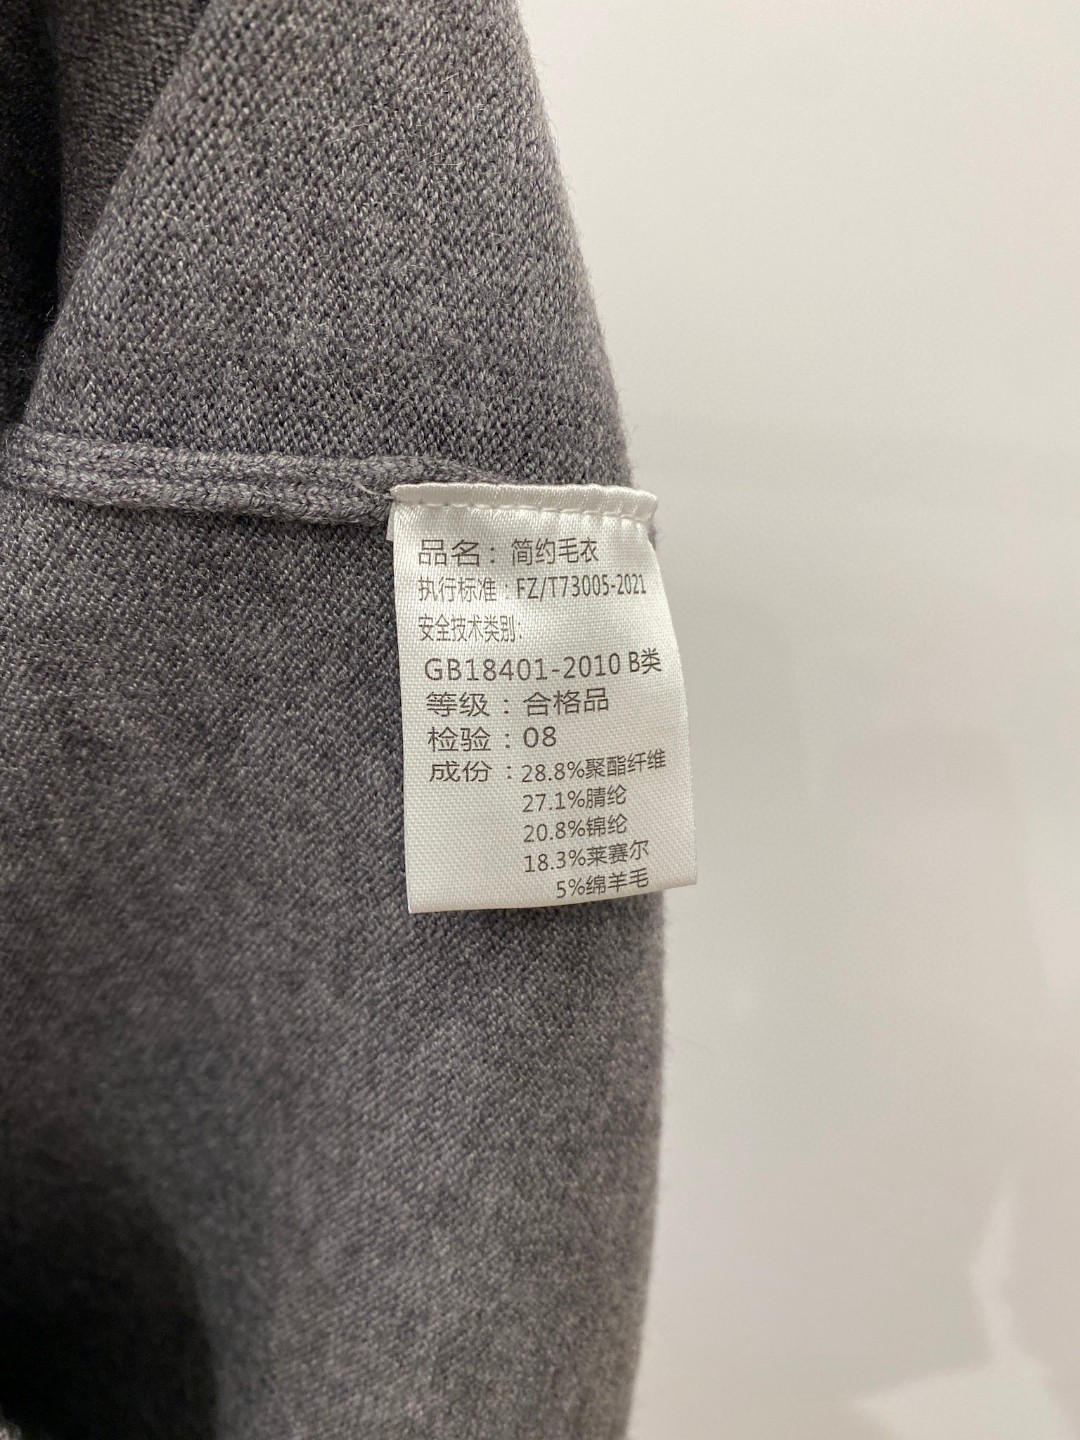 品名：简约毛衣
执行标准：FZ/T73005-2021
安全技术类别：
GB18401-2010 B类
等级：合格品
检验：08
成份：28.8%聚酯纤维
27.1%腈纶
20.8%锦纶
18.3%莱赛尔
5%绵羊毛